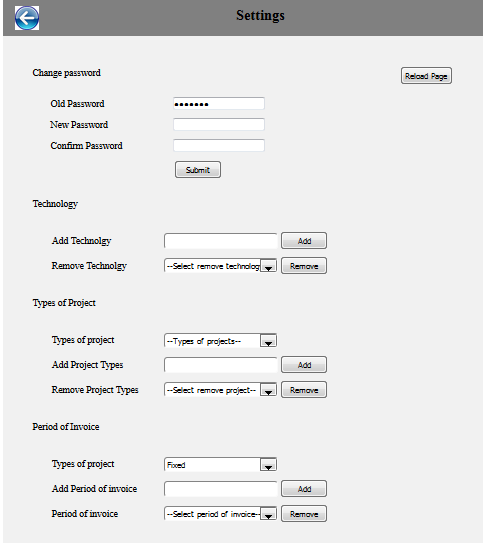 Settings
Change password
Reload Page
Old Password •••••••
New Password
Confirm Password
Submit
Technology
Add Technolgy Add
Remove Technolgy --Select remove technolog Remove
Types of Project
Types of project --Types of projects--
Add Project Types Add
Remove Project Types --Select remove project-- Remove
Period of Invoice
Types of project Fixed
Add Period of invoice Add
Period of invoice --Select period of invoice-- Remove